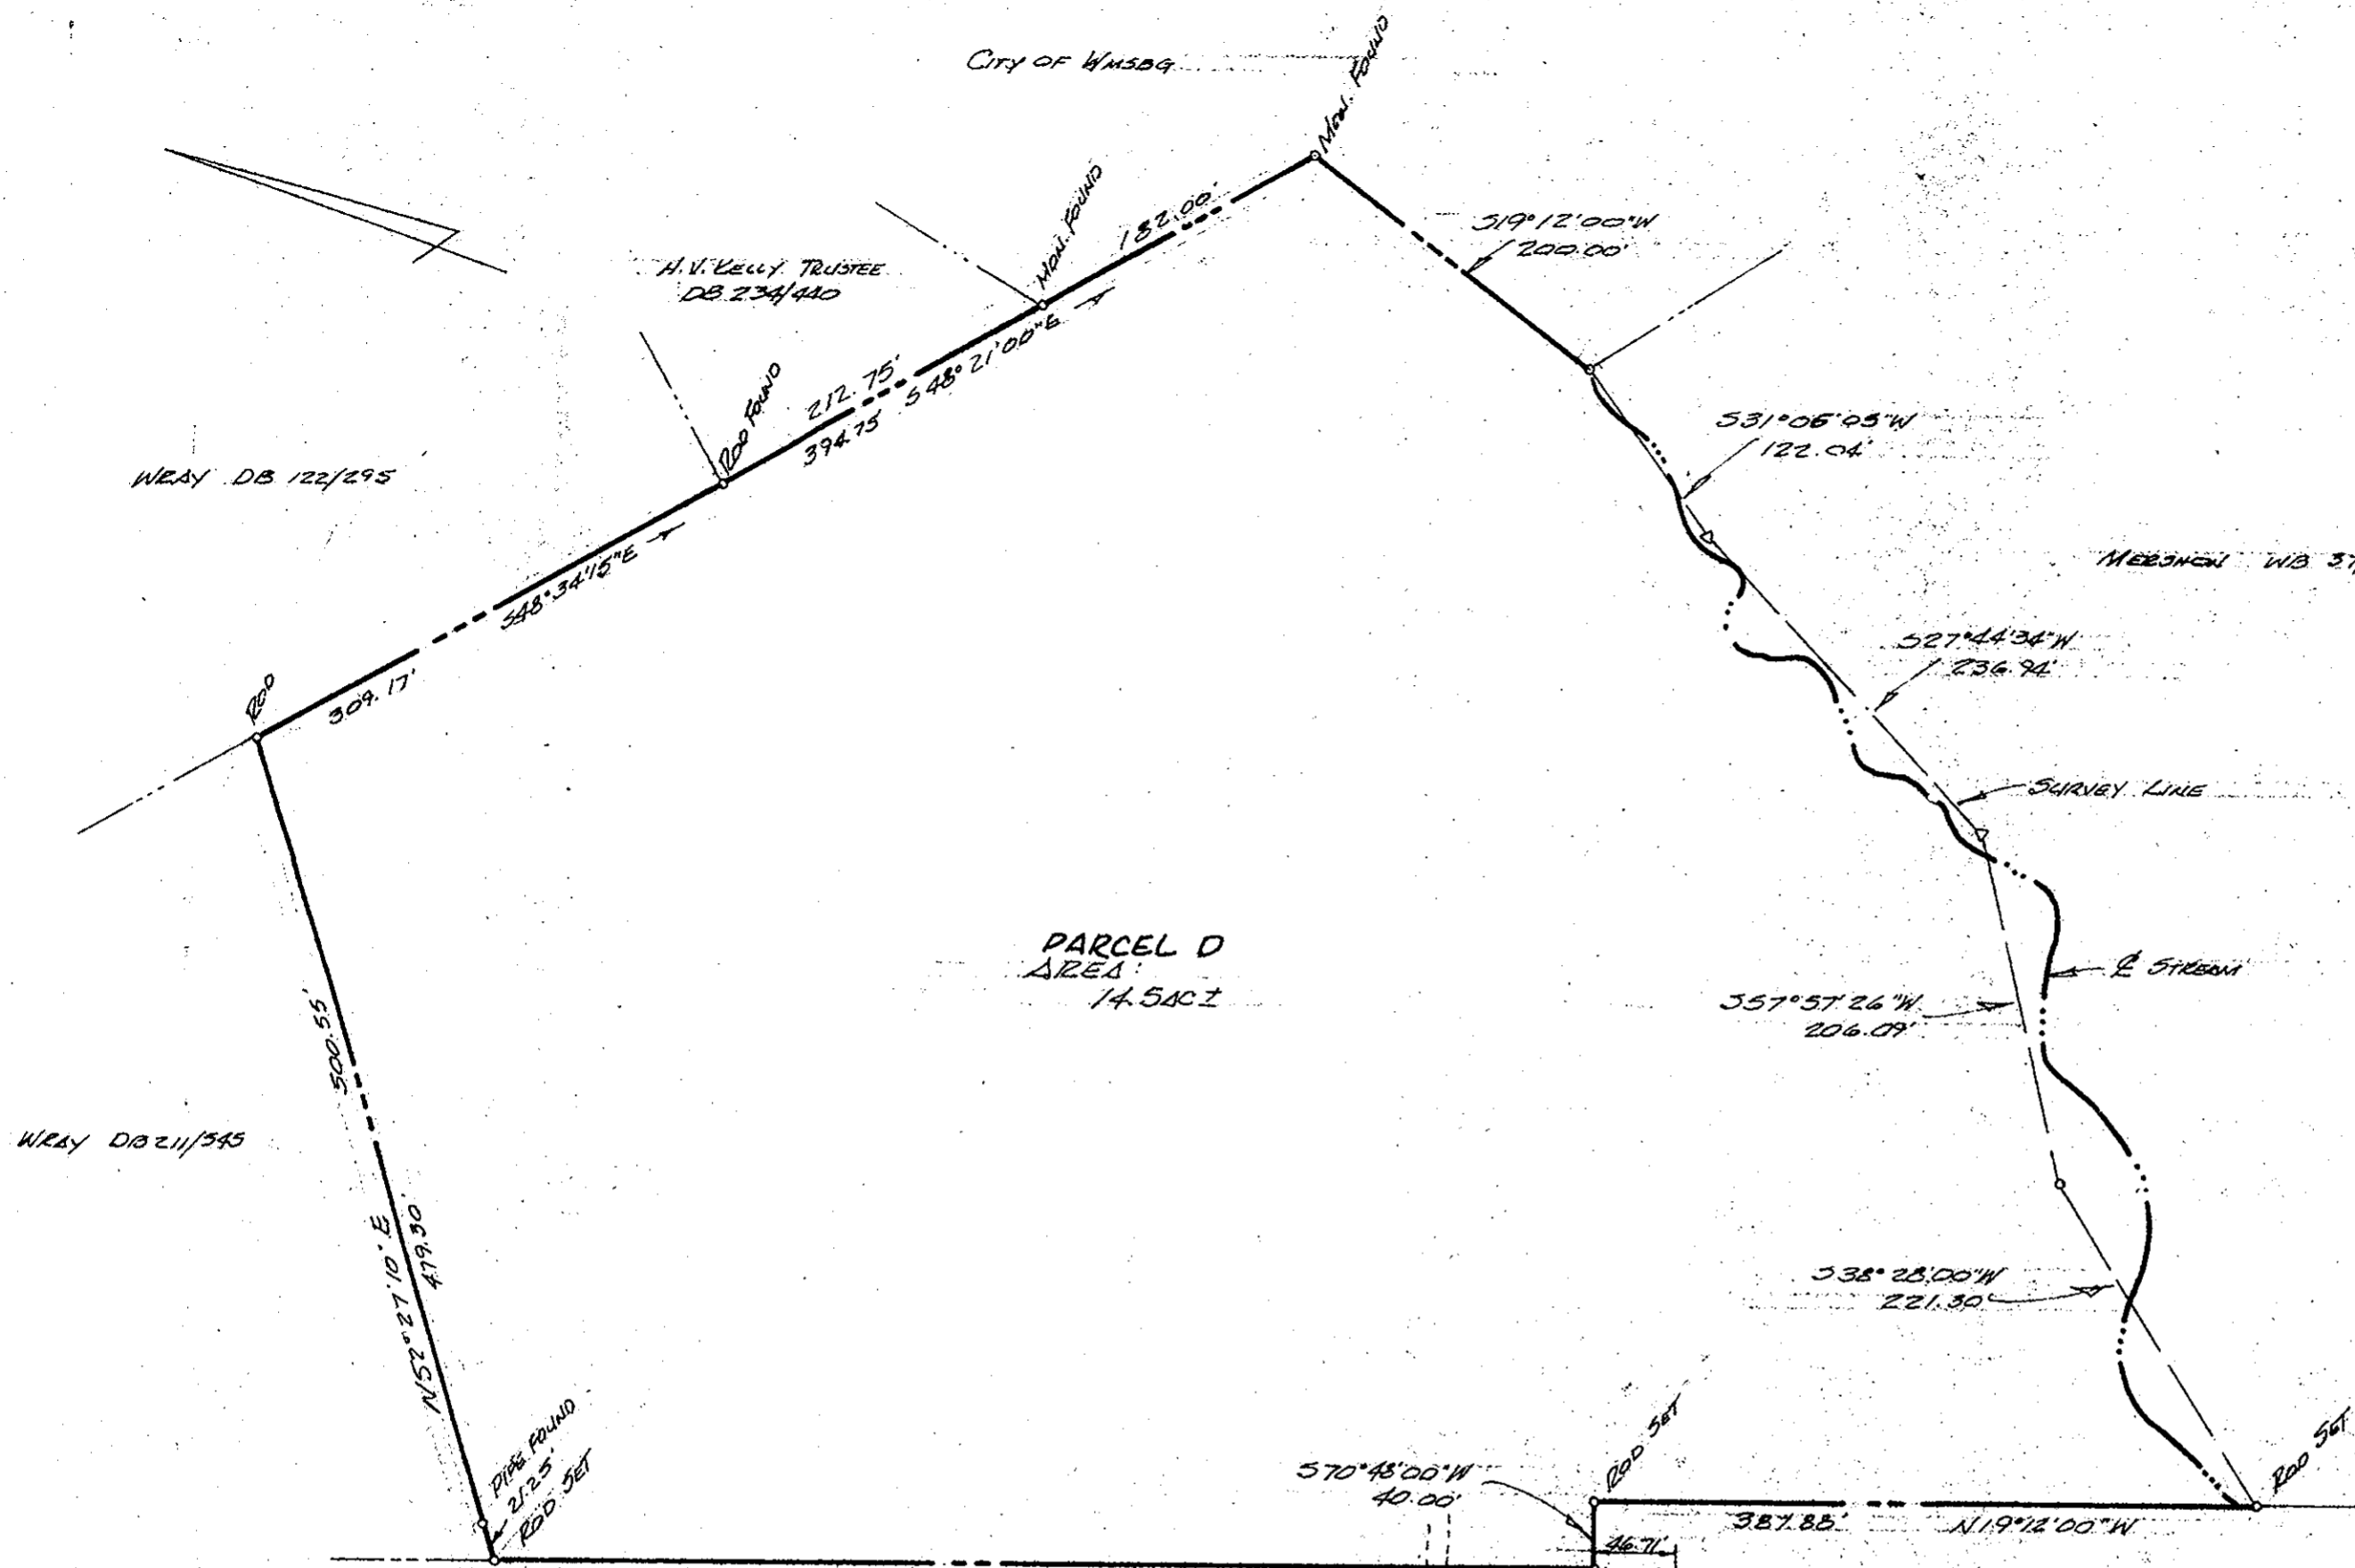 CITY OF WMSBG
MON. FOUND
MON. FOUND
182.00'
S19°12'00"W
200.00'
H.V. KELLY TRUSTEE
DB 234/440
S48°21'00"E
212.75'
394.75'
ROD FOUND
S31°06'05"W
122.04'
WRAY DB 122/295
MERSHON WB
S48°34'15"E
309.17'
ROD
S27°44'34"W
236.94'
SURVEY LINE
PARCEL D
AREA:
14.5AC±
℄ STREAM
S57°57'26"W
206.09'
500.55'
WRAY DB 211/545
N52°27'10"E
479.30'
S38°28'00"W
221.30'
PIPE FOUND
21.25'
ROD SET
S70°48'00"W
40.00'
ROD SET
ROD SET
387.88'
N19°12'00"W
46.71'